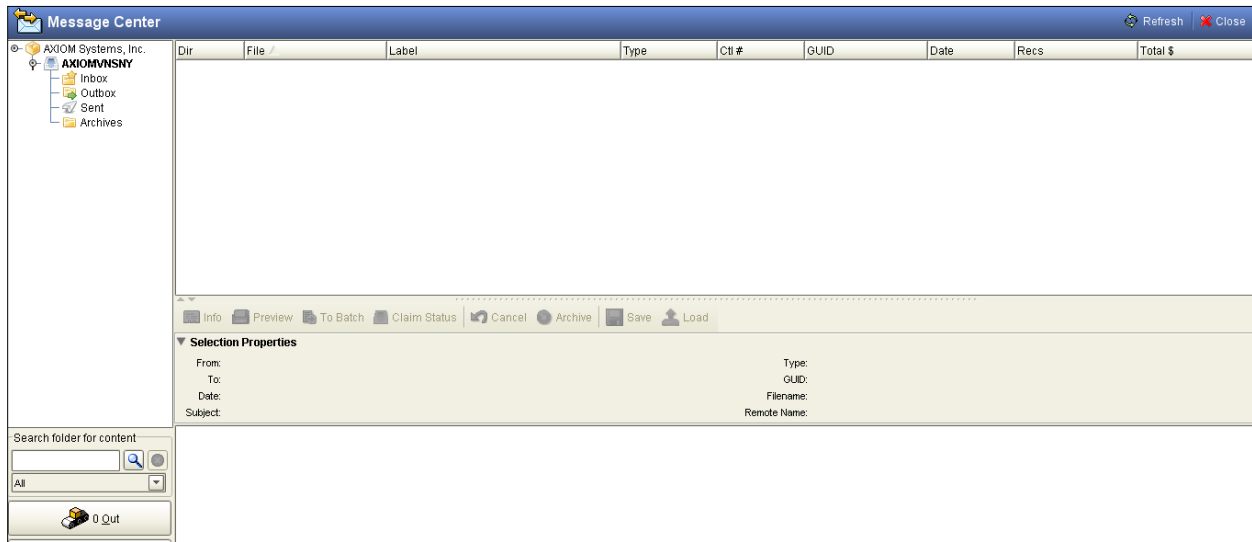 Message Center
Refresh Close
AXIOM Systems, Inc.
AXIOMVNSNY
Inbox
Outbox
Sent
Archives
Dir File Label Type Ctl # GUID Date Recs Total $
Info Preview To Batch Claim Status Cancel Archive Save Load
Selection Properties
From: Type:
To: GUID:
Date: Filename:
Subject: Remote Name:
Search folder for content
All
0 Out